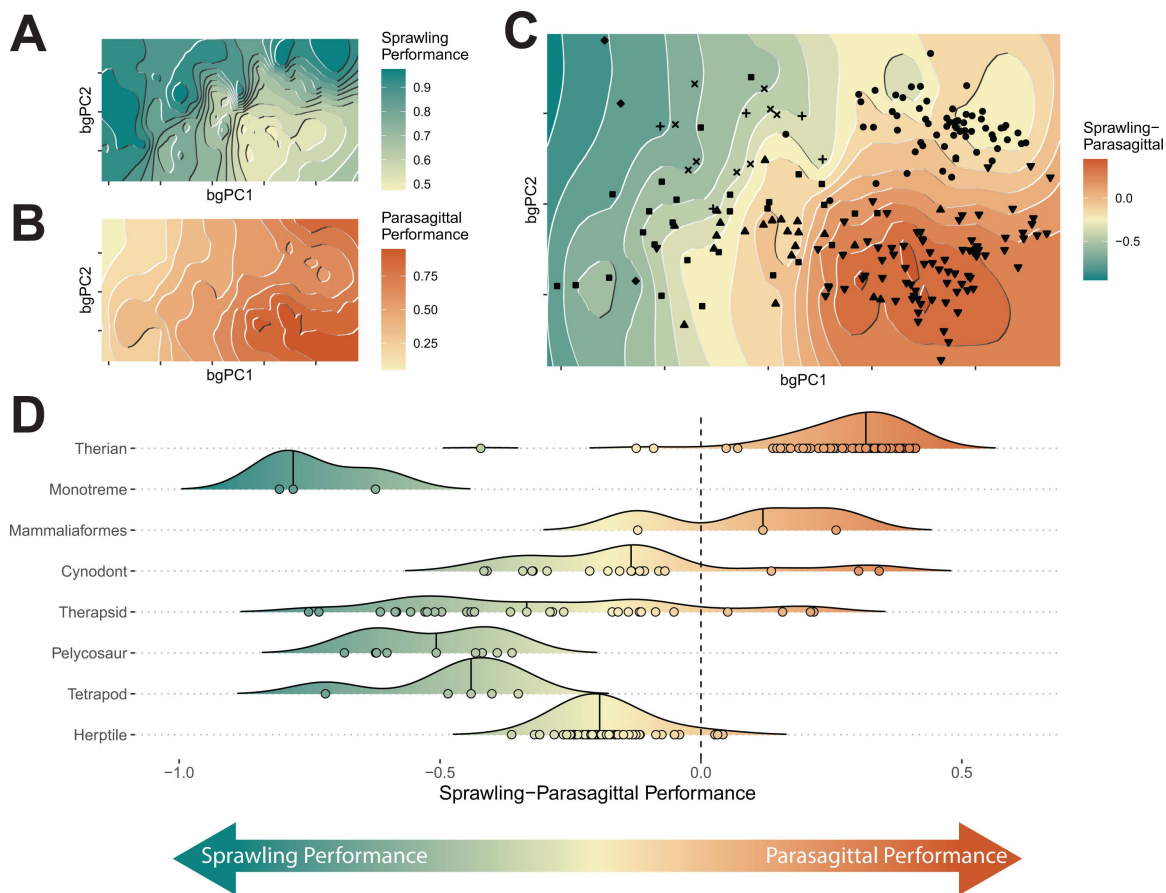 A
Sprawling
Performance
0.9
0.8
0.7
0.6
0.5
bgPC2
bgPC1
B
Parasagittal
Performance
0.75
0.50
0.25
bgPC2
bgPC1
C
Sprawling−
Parasagittal
0.0
−0.5
bgPC2
bgPC1
D
Therian
Monotreme
Mammaliaformes
Cynodont
Therapsid
Pelycosaur
Tetrapod
Herptile
−1.0 −0.5 0.0 0.5
Sprawling−Parasagittal Performance
Sprawling Performance Parasagittal Performance